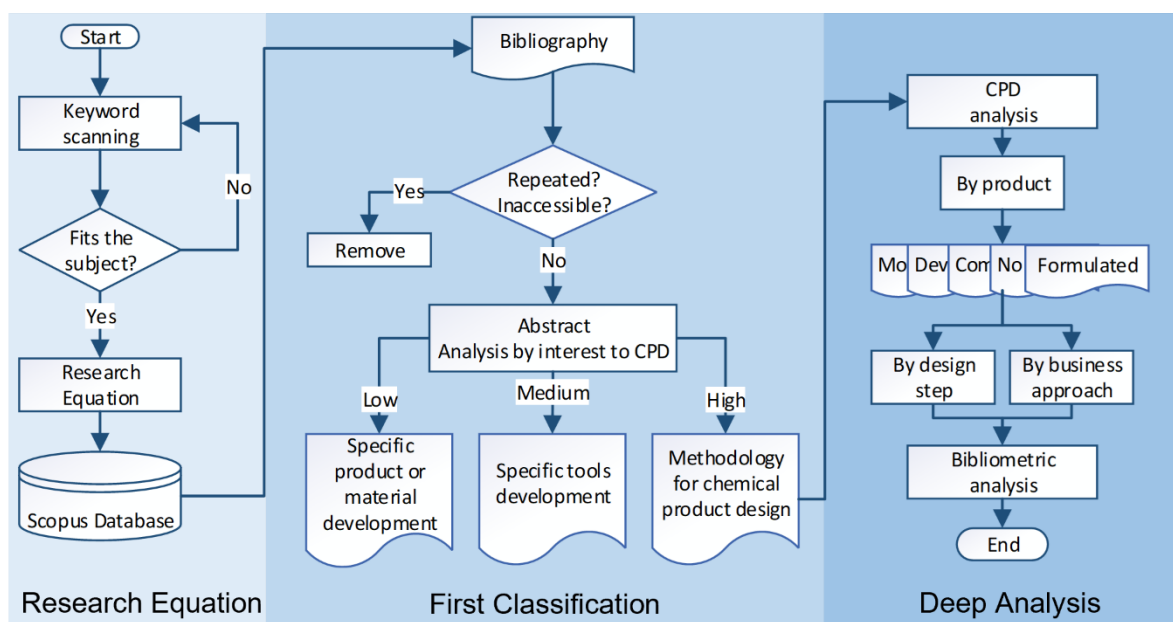 Start
Keyword
scanning
No
Fits the
subject?
Yes
Research
Equation
Scopus Database
Research Equation
Bibliography
Repeated?
Inaccessible?
Yes
Remove
No
Abstract
Analysis by interest to CPD
Low
Medium
High
Specific
product or
material
development
Specific tools
development
Methodology
for chemical
product design
First Classification
CPD
analysis
By product
Mo
Dev
Com
No
Formulated
By design
step
By business
approach
Bibliometric
analysis
End
Deep Analysis